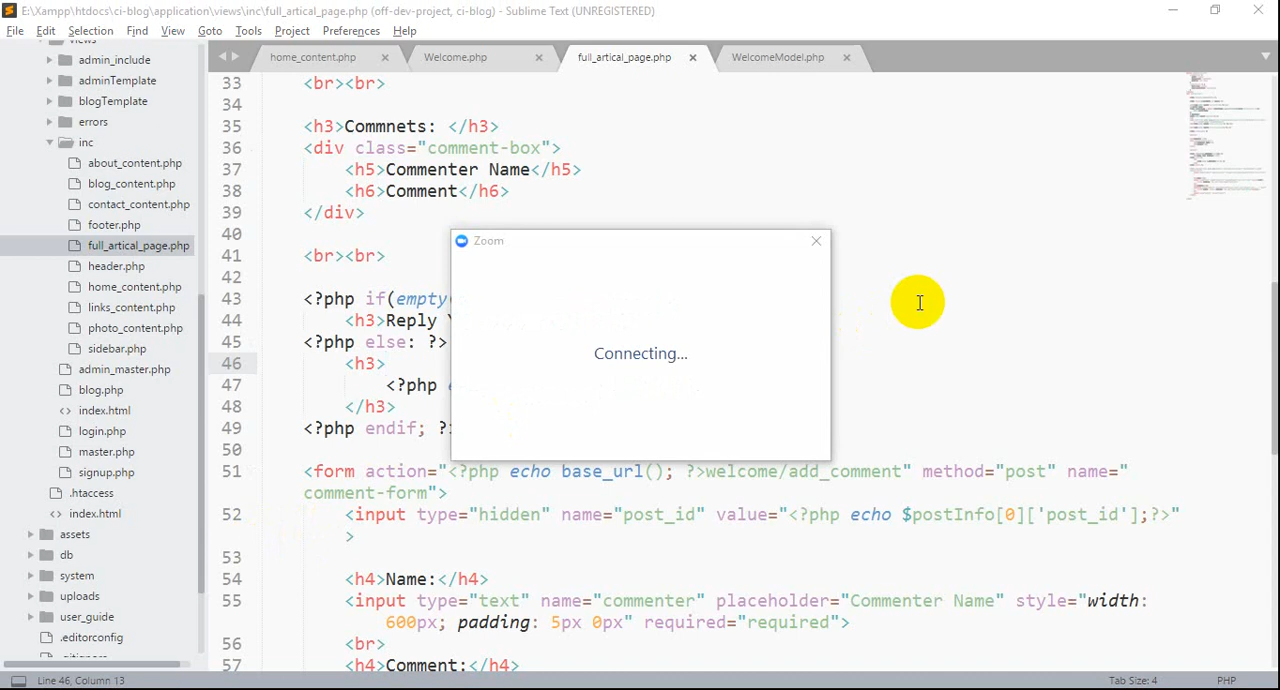 E:\Xampp\htdocs\ci-blog\application\views\inc\full_artical_page.php (off-dev-project, ci-blog) - Sublime Text (UNREGISTERED)
File Edit Selection Find View Goto Tools Project Preferences Help
views
admin_include
adminTemplate
blogTemplate
errors
inc
about_content.php
blog_content.php
contact_content.php
footer.php
full_artical_page.php
header.php
home_content.php
links_content.php
photo_content.php
sidebar.php
admin_master.php
blog.php
index.html
login.php
master.php
signup.php
.htaccess
index.html
assets
db
system
uploads
user_guide
.editorconfig
.gitignore
home_content.php Welcome.php full_artical_page.php WelcomeModel.php
33 <br><br>
34
35 <h3>Commnets: </h3>
36 <div class="comment-box">
37 <h5>Commenter Name</h5>
38 <h6>Comment</h6>
39 </div>
40
41 <br><br>
42
43 <?php if(empty(
44 <h3>Reply
45 <?php else: ?>
46 <h3>
47 <?php
48 </h3>
49 <?php endif; ?>
50
51 <form action="<?php echo base_url(); ?>welcome/add_comment" method="post" name="
comment-form">
52 <input type="hidden" name="post_id" value="<?php echo $postInfo[0]['post_id'];?>"
>
53
54 <h4>Name:</h4>
55 <input type="text" name="commenter" placeholder="Commenter Name" style="width:
600px; padding: 5px 0px" required="required">
56 <br>
57 <h4>Comment:</h4>
Zoom
Connecting...
Line 46, Column 13
Tab Size: 4
PHP